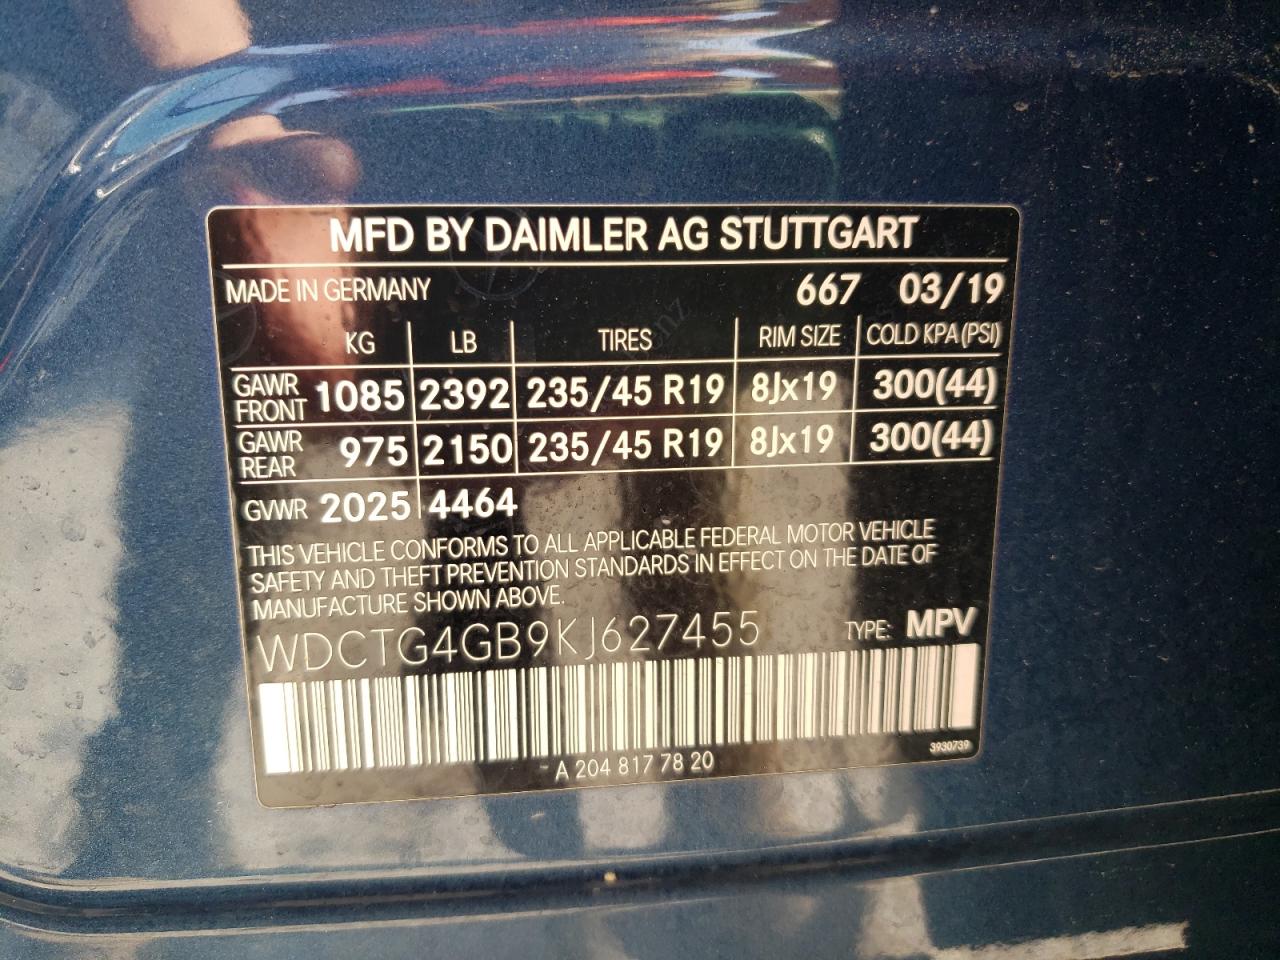 MFD BY DAIMLER AG STUTTGART
MADE IN GERMANY 667 03/19
KG LB TIRES RIM SIZE COLD KPA(PSI)
GAWR FRONT 1085 2392 235/45 R19 8Jx19 300(44)
GAWR REAR 975 2150 235/45 R19 8Jx19 300(44)
GVWR 2025 4464
THIS VEHICLE CONFORMS TO ALL APPLICABLE FEDERAL MOTOR VEHICLE
SAFETY AND THEFT PREVENTION STANDARDS IN EFFECT ON THE DATE OF
MANUFACTURE SHOWN ABOVE.
WDCTG4GB9KJ627455 TYPE: MPV
3930739
A 204 817 78 20